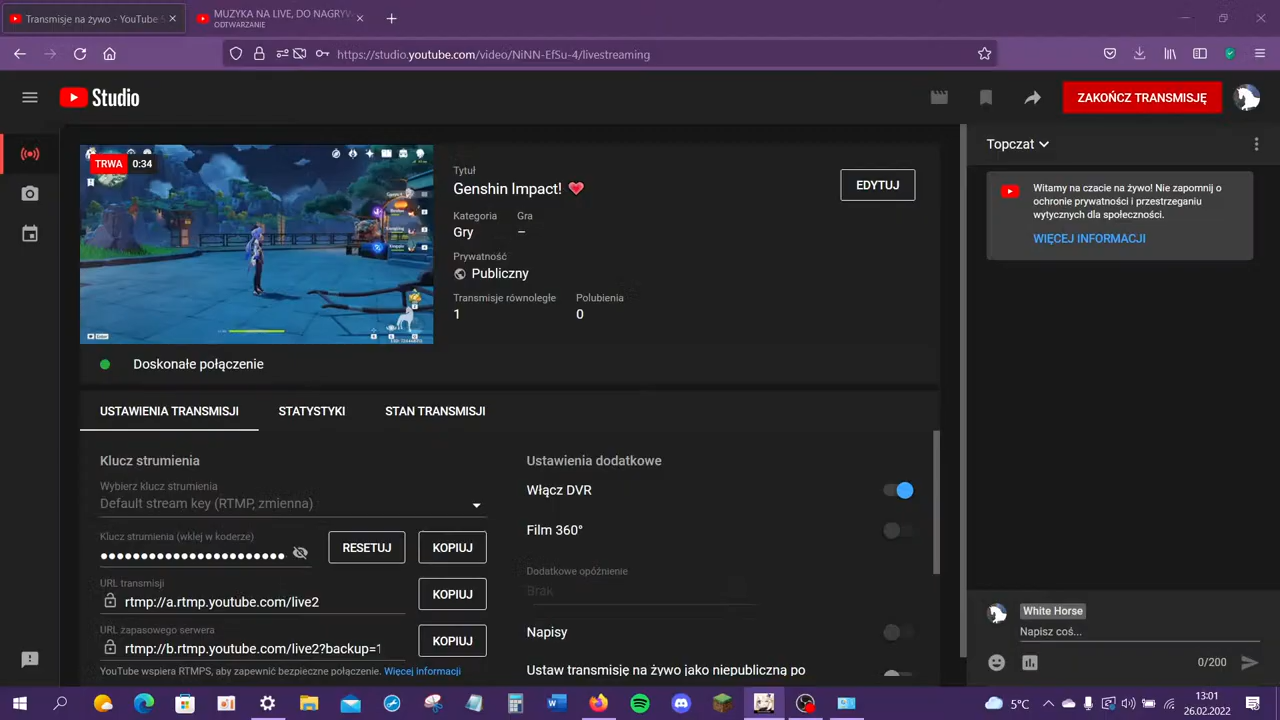 Transmisje na żywo - YouTube S
MUZYKA NA LIVE, DO NAGRYW
ODTWARZANIE
https://studio.youtube.com/video/NiNN-EfSu-4/livestreaming
Studio
ZAKOŃCZ TRANSMISJĘ
TRWA 0:34
Tytuł
Genshin Impact! ❤
EDYTUJ
Kategoria Gra
Gry –
Prywatność
Publiczny
Transmisje równoległe Polubienia
1 0
Doskonałe połączenie
Topczat
Witamy na czacie na żywo! Nie zapomnij o
ochronie prywatności i przestrzeganiu
wytycznych dla społeczności.
WIĘCEJ INFORMACJI
USTAWIENIA TRANSMISJI STATYSTYKI STAN TRANSMISJI
Klucz strumienia
Wybierz klucz strumienia
Default stream key (RTMP, zmienna)
Klucz strumienia (wklej w koderze)
RESETUJ KOPIUJ
URL transmisji
rtmp://a.rtmp.youtube.com/live2
KOPIUJ
URL zapasowego serwera
rtmp://b.rtmp.youtube.com/live2?backup=1
KOPIUJ
YouTube wspiera RTMPS, aby zapewnić bezpieczne połączenie. Więcej informacji
Ustawienia dodatkowe
Włącz DVR
Film 360°
Dodatkowe opóźnienie
Brak
Napisy
Ustaw transmisję na żywo jako niepubliczną po
White Horse
Napisz coś...
0/200
5°C
13:01
26.02.2022